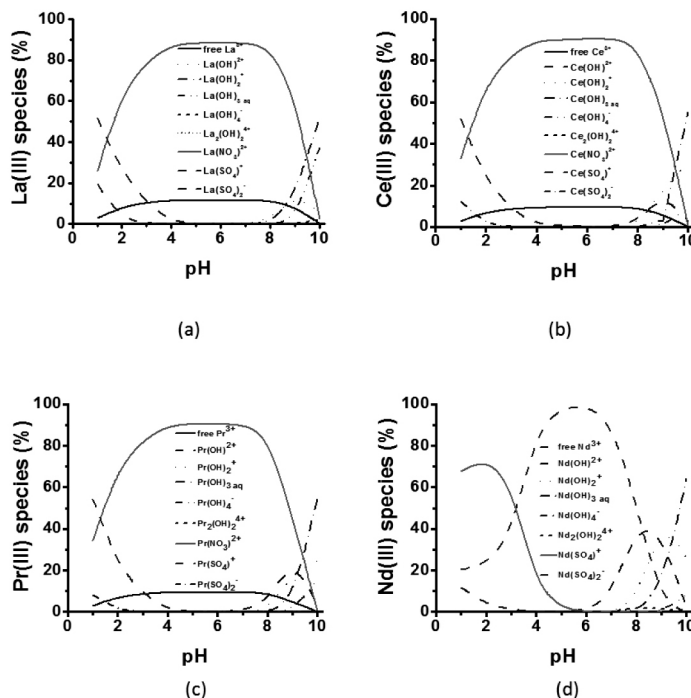 La(III) species (%)
100
80
60
40
20
0
free La³⁺
La(OH)²⁺
La(OH)₂⁺
La(OH)₃ aq
La(OH)₄⁻
La₂(OH)₂⁴⁺
La(NO₃)²⁺
La(SO₄)⁺
La(SO₄)₂⁻
0 2 4 6 8 10
pH
(a)
Ce(III) species (%)
100
80
60
40
20
0
free Ce³⁺
Ce(OH)²⁺
Ce(OH)₂⁺
Ce(OH)₃ aq
Ce(OH)₄⁻
Ce₂(OH)₂⁴⁺
Ce(NO₃)²⁺
Ce(SO₄)⁺
Ce(SO₄)₂⁻
0 2 4 6 8 10
pH
(b)
Pr(III) species (%)
100
80
60
40
20
0
free Pr³⁺
Pr(OH)²⁺
Pr(OH)₂⁺
Pr(OH)₃ aq
Pr(OH)₄⁻
Pr₂(OH)₂⁴⁺
Pr(NO₃)²⁺
Pr(SO₄)⁺
Pr(SO₄)₂⁻
0 2 4 6 8 10
pH
(c)
Nd(III) species (%)
100
80
60
40
20
0
free Nd³⁺
Nd(OH)²⁺
Nd(OH)₂⁺
Nd(OH)₃ aq
Nd(OH)₄⁻
Nd₂(OH)₂⁴⁺
Nd(SO₄)⁺
Nd(SO₄)₂⁻
0 2 4 6 8 10
pH
(d)